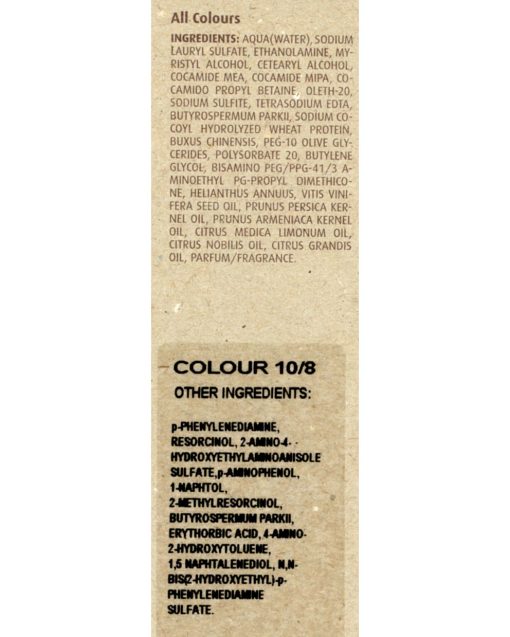 All Colours
INGREDIENTS: AQUA(WATER), SODIUM
LAURYL SULFATE, ETHANOLAMINE, MY-
RISTYL ALCOHOL, CETEARYL ALCOHOL,
COCAMIDE MEA, COCAMIDE MIPA, CO-
CAMIDO PROPYL BETAINE, OLETH-20,
SODIUM SULFITE, TETRASODIUM EDTA,
BUTYROSPERMUM PARKII, SODIUM CO-
COYL HYDROLYZED WHEAT PROTEIN,
BUXUS CHINENSIS, PEG-10 OLIVE GLY-
CERIDES, POLYSORBATE 20, BUTYLENE
GLYCOL, BISAMINO PEG/PPG-41/3 A-
MINOETHYL PG-PROPYL DIMETHICO-
NE, HELIANTHUS ANNUUS, VITIS VINI-
FERA SEED OIL, PRUNUS PERSICA KER-
NEL OIL, PRUNUS ARMENIACA KERNEL
OIL, CITRUS MEDICA LIMONUM OIL,
CITRUS NOBILIS OIL, CITRUS GRANDIS
OIL, PARFUM/FRAGRANCE.
COLOUR 10/8
OTHER INGREDIENTS:
p-PHENYLENEDIAMINE,
RESORCINOL, 2-AMINO-4-
HYDROXYETHYLAMINOANISOLE
SULFATE,p-AMINOPHENOL,
1-NAPHTOL,
2-METHYLRESORCINOL,
BUTYROSPERMUM PARKII,
ERYTHORBIC ACID, 4-AMINO-
2-HYDROXYTOLUENE,
1,5 NAPHTALENEDIOL, N,N-
BIS(2-HYDROXYETHYL)-p-
PHENYLENEDIAMINE
SULFATE.